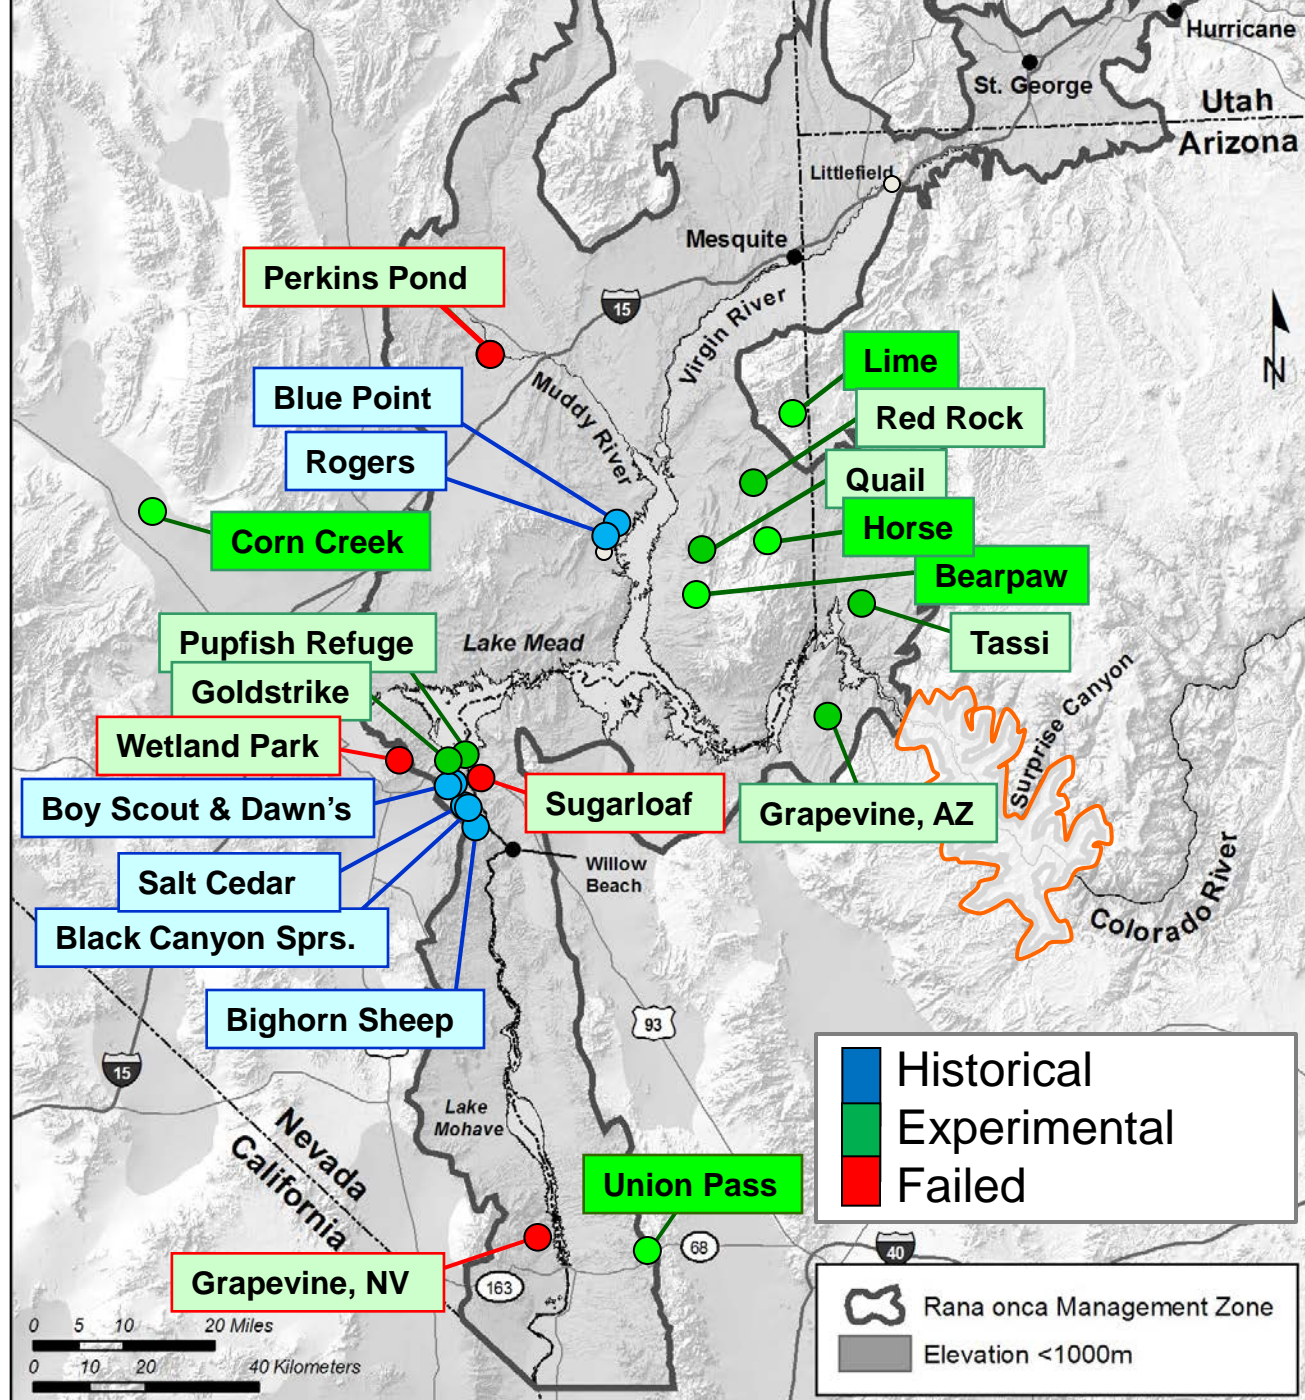 Hurricane
St. George
Utah
Arizona
Littlefield
Mesquite
Perkins Pond
15
Virgin River
Lime
Blue Point
Muddy River
Red Rock
Rogers
Quail
Corn Creek
Horse
Bearpaw
N
Pupfish Refuge
Lake Mead
Tassi
Goldstrike
Surprise Canyon
Wetland Park
Boy Scout & Dawn's
Sugarloaf
Grapevine, AZ
Salt Cedar
Willow
Beach
Black Canyon Sprs.
Colorado River
Bighorn Sheep
93
15
Historical
Experimental
Failed
Lake
Mohave
Nevada
California
Union Pass
68
40
Grapevine, NV
163
Rana onca Management Zone
Elevation <1000m
0 5 10 20 Miles
0 10 20 40 Kilometers